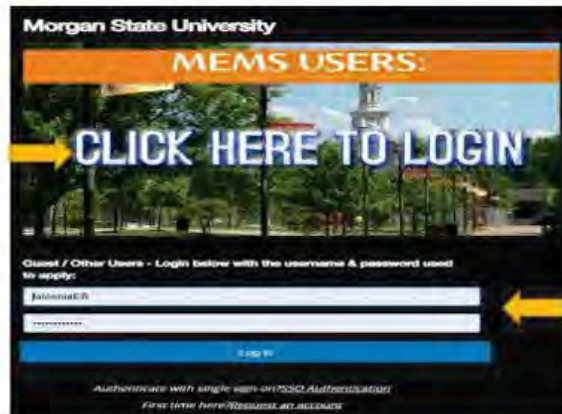 Morgan State University
MEMS USERS:
CLICK HERE TO LOGIN
Guest / Other Users - Login below with the username & password used
to apply:
Log In
Authenticate with single sign-on?SSO Authentication
First time here?Request an account